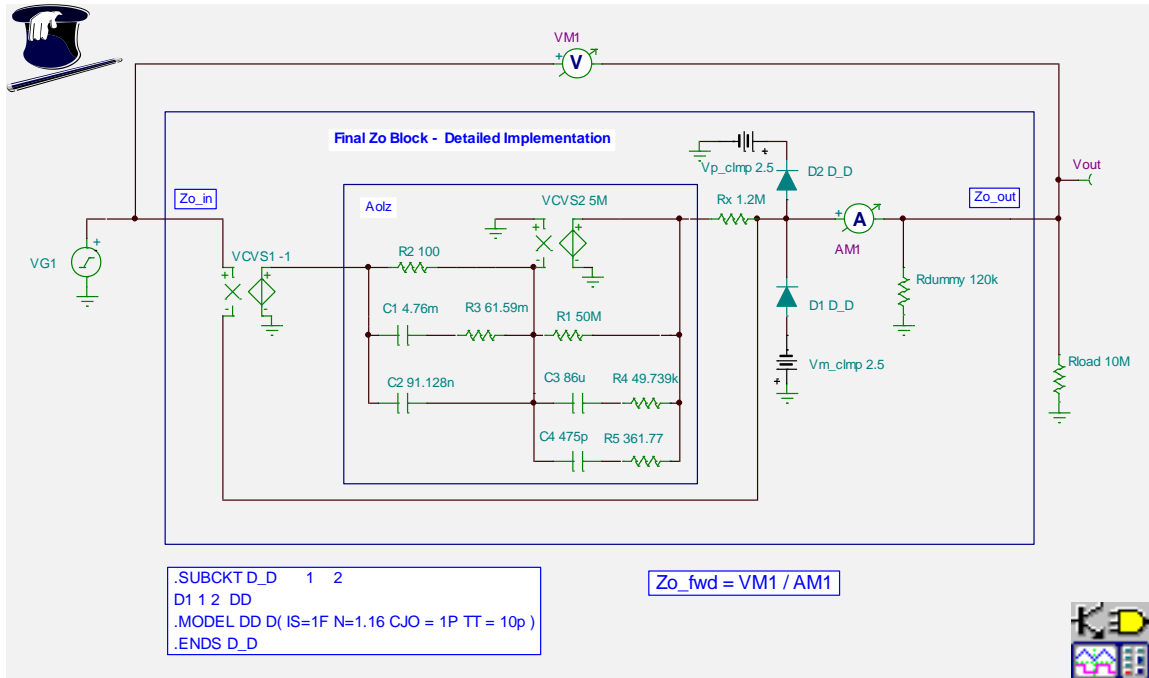 VM1
+
V
Final Zo Block - Detailed Implementation
Vp_clmp 2.5
+
D2 D_D
Vout
Zo_in
Aolz
VCVS2 5M
Rx 1.2M
Zo_out
+
A
AM1
VG1
+
VCVS1 -1
R2 100
+ +
- -
Rdummy 120k
+ +
- -
C1 4.76m
R3 61.59m
R1 50M
D1 D_D
Vm_clmp 2.5
+
Rload 10M
C2 91.128n
C3 86u
R4 49.739k
C4 475p
R5 361.77
.SUBCKT D_D 1 2
D1 1 2 DD
.MODEL DD D( IS=1F N=1.16 CJO = 1P TT = 10p )
.ENDS D_D
Zo_fwd = VM1 / AM1